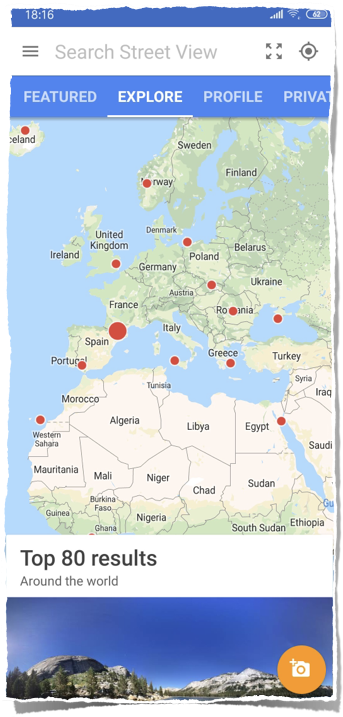 18:16 62
Search Street View
FEATURED EXPLORE PROFILE PRIVAT
celand
Sweden
Finland
Norway
Denmark
United
Kingdom
Ireland
Belarus
Poland
Germany
Ukraine
Austria
France
Romania
Italy
Spain
Portugal
Greece
Turkey
Syria
Tunisia
Iraq
Morocco
Algeria
Libya
Egypt
Western
Sahara
Saudi
Mauritania
Mali
Niger
Chad
Sudan
Burkina
Faso
Guinea
Nigeria
Ghana
South Sudan
Ethiopia
Gu
Top 80 results
Around the world